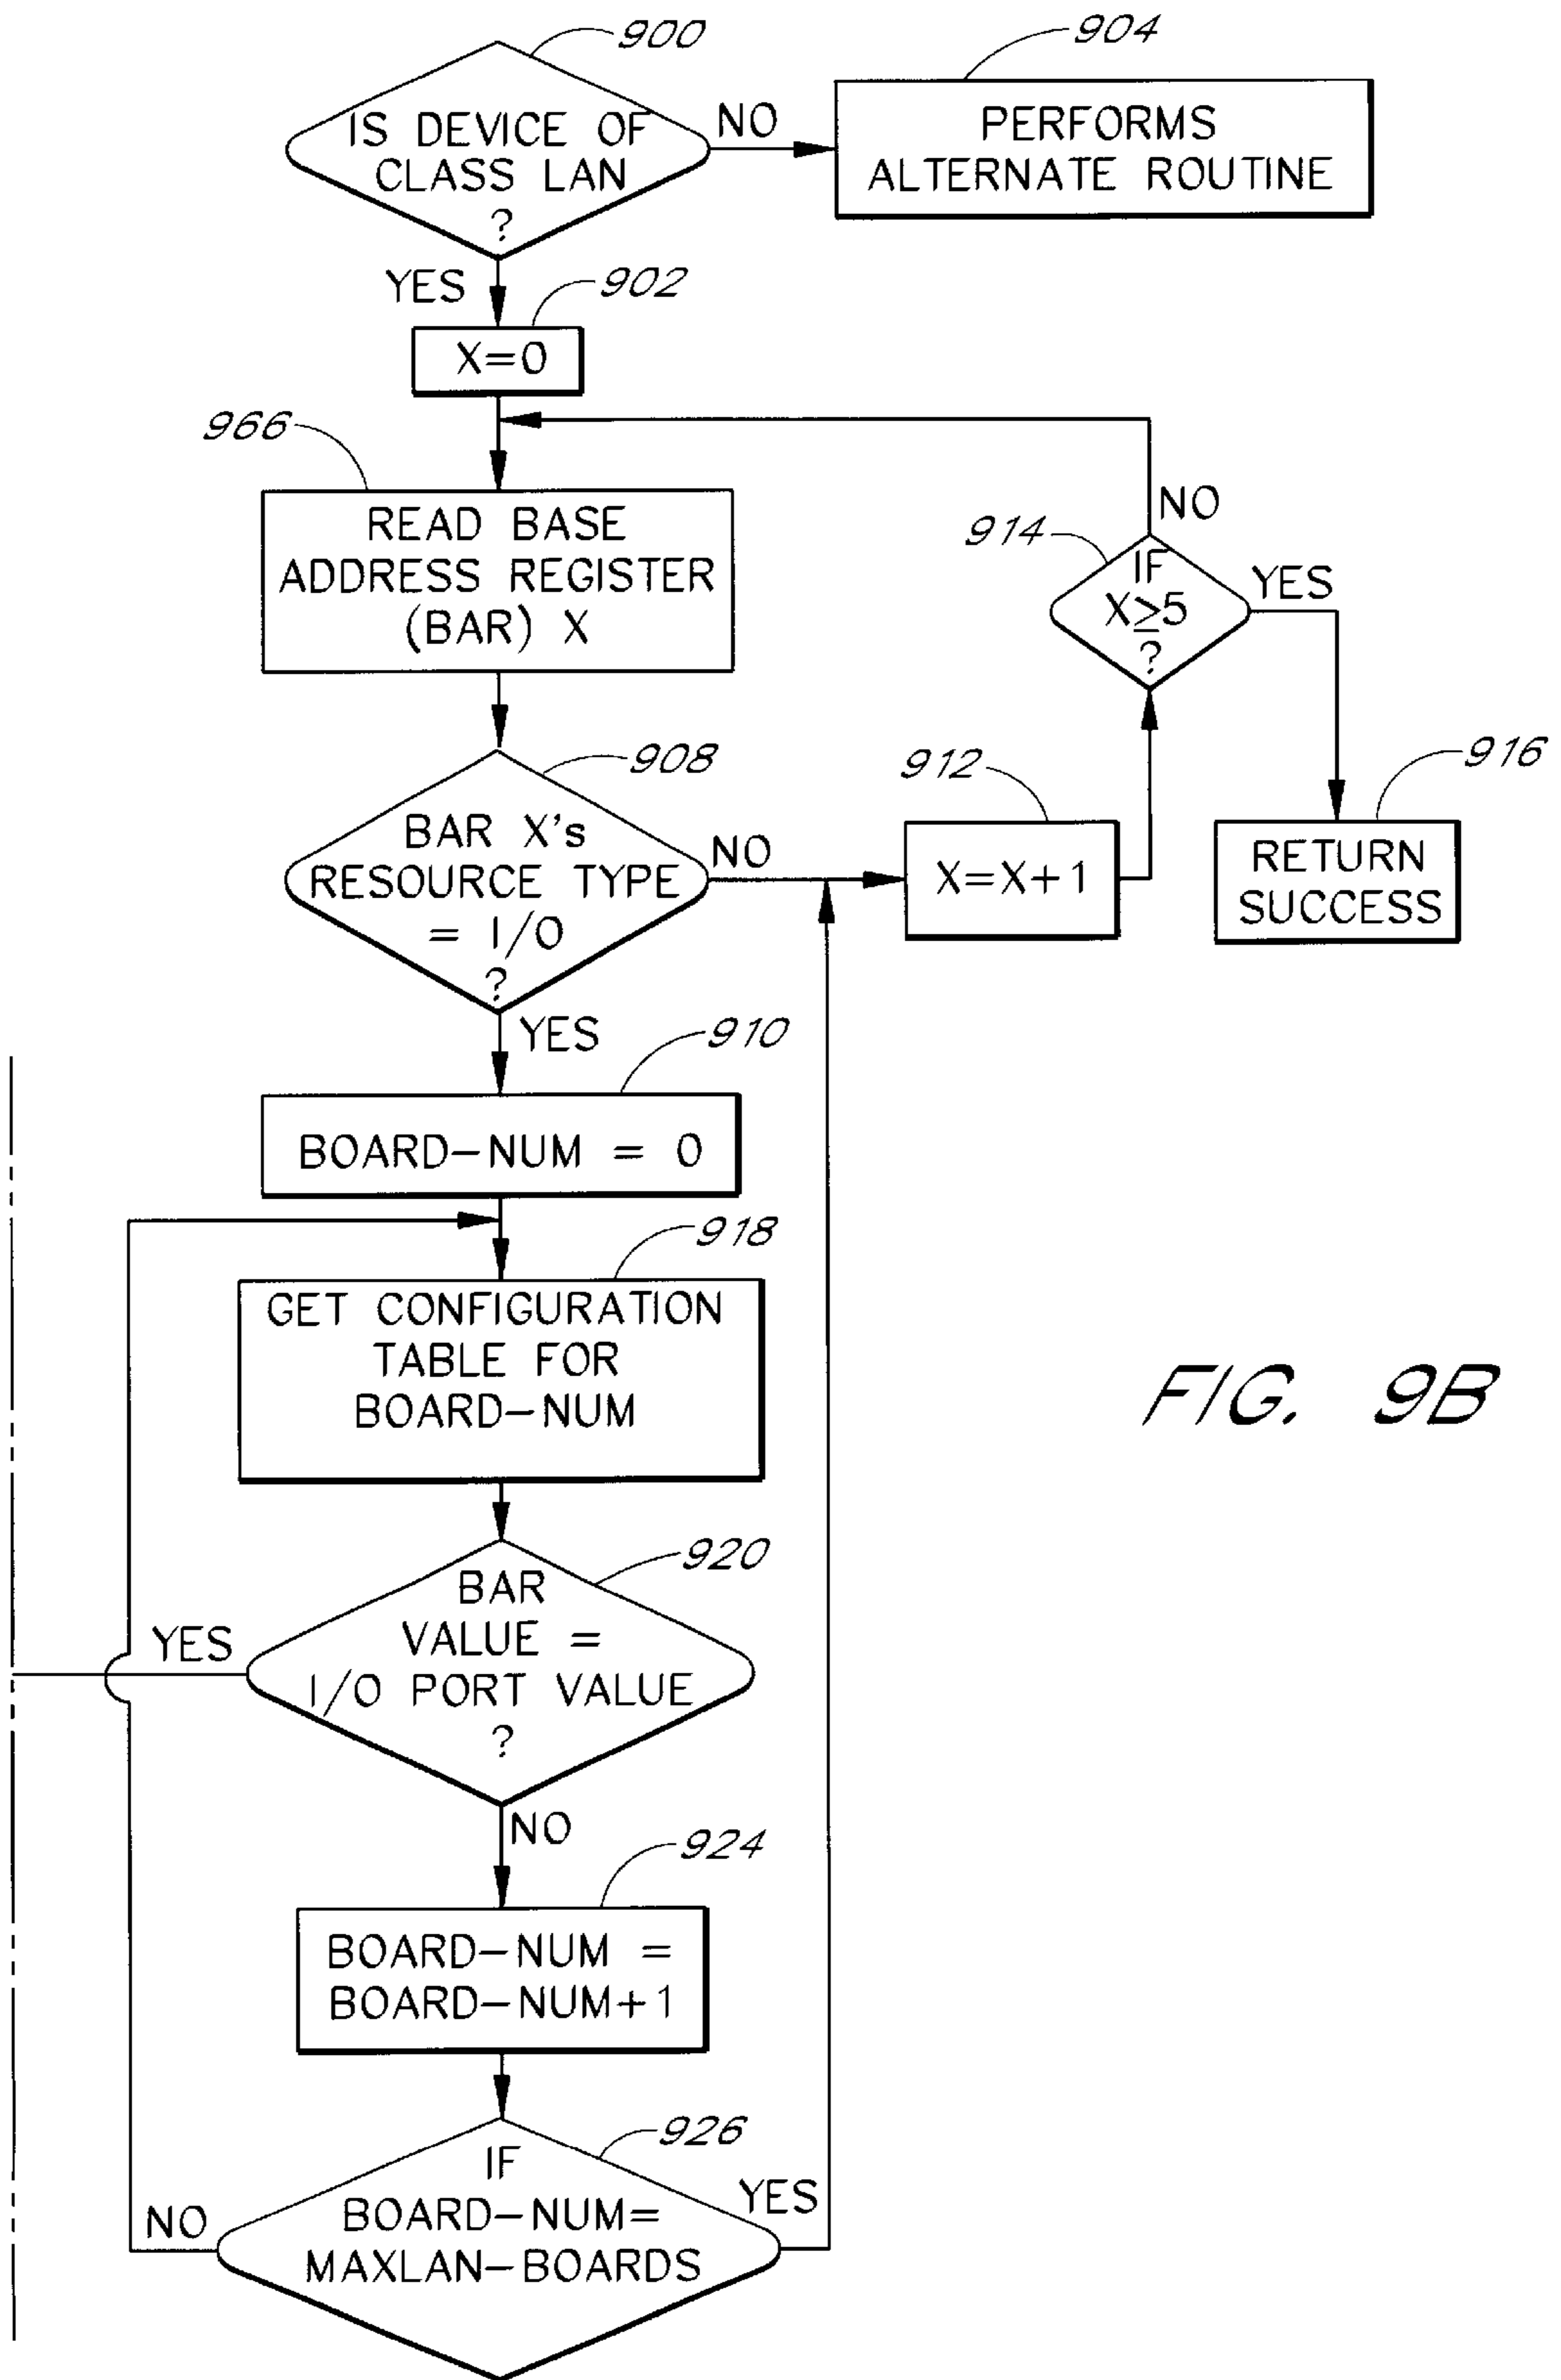 900
IS DEVICE OF
CLASS LAN
?
NO
904
PERFORMS
ALTERNATE ROUTINE
YES
902
X=0
966
READ BASE
ADDRESS REGISTER
(BAR) X
914
IF
X≥5
?
NO
YES
908
BAR X's
RESOURCE TYPE
= I/O
?
NO
912
X=X+1
916
RETURN
SUCCESS
YES
910
BOARD-NUM = 0
918
GET CONFIGURATION
TABLE FOR
BOARD-NUM
FIG. 9B
920
BAR
VALUE =
I/O PORT VALUE
?
YES
NO
924
BOARD-NUM =
BOARD-NUM+1
926
IF
BOARD-NUM=
MAXLAN-BOARDS
NO
YES